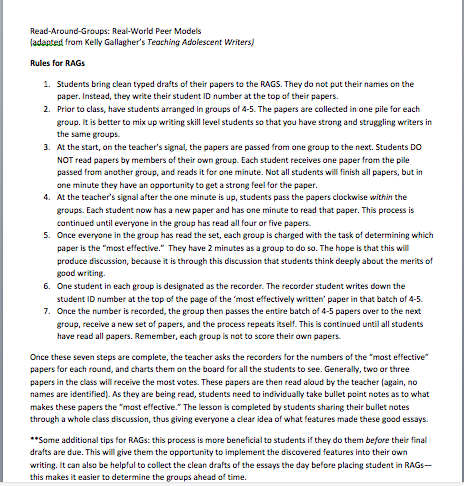 Read-Around-Groups: Real-World Peer Models
(adapted from Kelly Gallagher's Teaching Adolescent Writers)
Rules for RAGs
1. Students bring clean typed drafts of their papers to the RAGS. They do not put their names on the
paper. Instead, they write their student ID number at the top of their papers.
2. Prior to class, have students arranged in groups of 4-5. The papers are collected in one pile for each
group. It is better to mix up writing skill level students so that you have strong and struggling writers in
the same groups.
3. At the start, on the teacher's signal, the papers are passed from one group to the next. Students DO
NOT read papers by members of their own group. Each student receives one paper from the pile
passed from another group, and reads it for one minute. Not all students will finish all papers, but in
one minute they have an opportunity to get a strong feel for the paper.
4. At the teacher's signal after the one minute is up, students pass the papers clockwise within the
groups. Each student now has a new paper and has one minute to read that paper. This process is
continued until everyone in the group has read all four or five papers.
5. Once everyone in the group has read the set, each group is charged with the task of determining which
paper is the "most effective." They have 2 minutes as a group to do so. The hope is that this will
produce discussion, because it is through this discussion that students think deeply about the merits of
good writing.
6. One student in each group is designated as the recorder. The recorder student writes down the
student ID number at the top of the page of the 'most effectively written' paper in that batch of 4-5.
7. Once the number is recorded, the group then passes the entire batch of 4-5 papers over to the next
group, receive a new set of papers, and the process repeats itself. This is continued until all students
have read all papers. Remember, each group is not to score their own papers.
Once these seven steps are complete, the teacher asks the recorders for the numbers of the "most effective"
papers for each round, and charts them on the board for all the students to see. Generally, two or three
papers in the class will receive the most votes. These papers are then read aloud by the teacher (again, no
names are identified). As they are being read, students need to individually take bullet point notes as to what
makes these papers the "most effective." The lesson is completed by students sharing their bullet notes
through a whole class discussion, thus giving everyone a clear idea of what features made these good essays.
**Some additional tips for RAGs: this process is more beneficial to students if they do them before their final
drafts are due. This will give them the opportunity to implement the discovered features into their own
writing. It can also be helpful to collect the clean drafts of the essays the day before placing student in RAGs—
this makes it easier to determine the groups ahead of time.